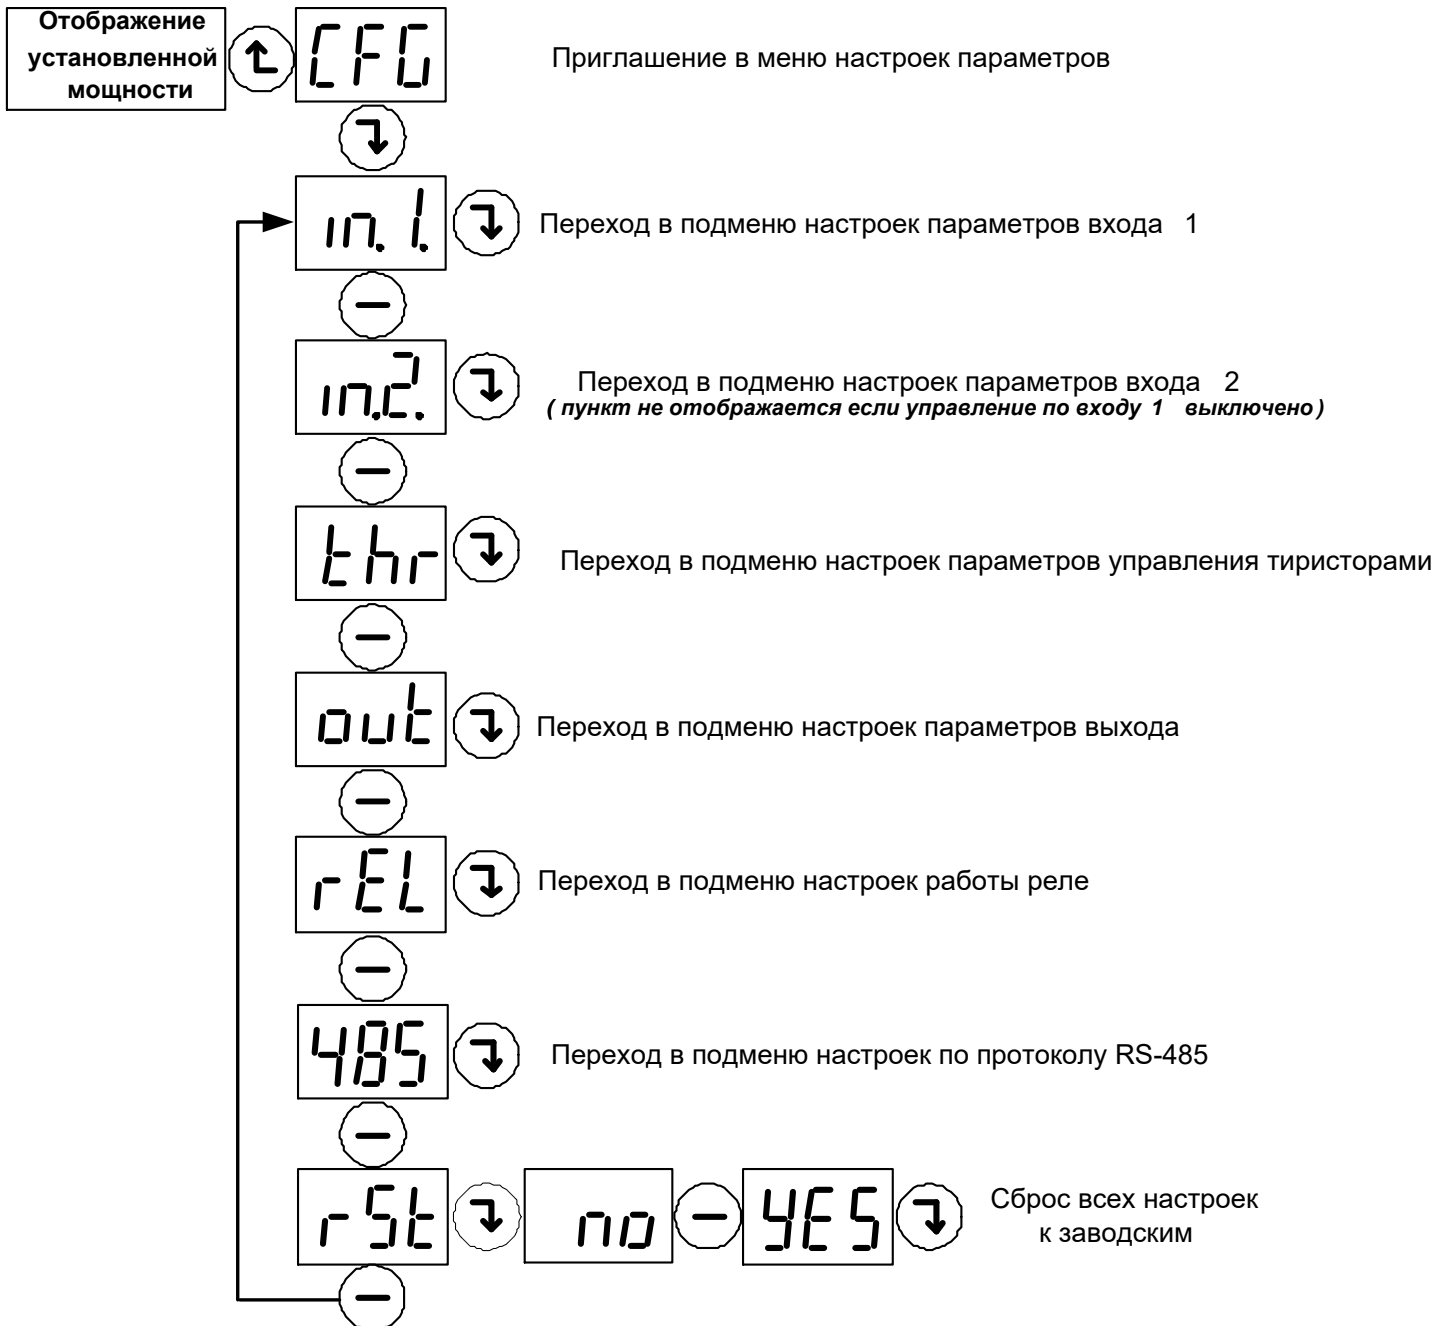 Отображение
установленной
мощности
CFG
Приглашение в меню настроек параметров
in.1.
Переход в подменю настроек параметров входа 1
in.2.
Переход в подменю настроек параметров входа 2
( пункт не отображается если управление по входу 1 выключено )
thr
Переход в подменю настроек параметров управления тиристорами
out
Переход в подменю настроек параметров выхода
rEL
Переход в подменю настроек работы реле
485
Переход в подменю настроек по протоколу RS-485
rSt
no
YES
Сброс всех настроек
к заводским